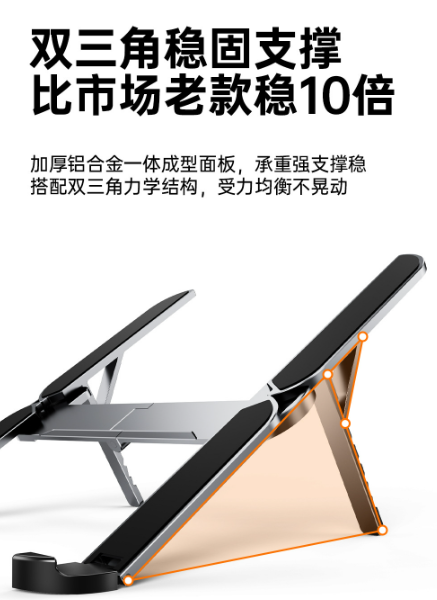 双三角稳固支撑
比市场老款稳10倍
加厚铝合金一体成型面板，承重强支撑稳
搭配双三角力学结构，受力均衡不晃动